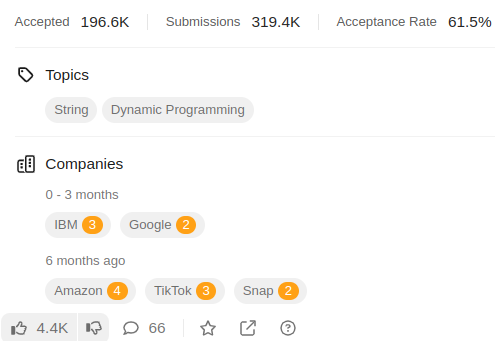 Accepted 196.6K Submissions 319.4K Acceptance Rate 61.5%
Topics
String Dynamic Programming
Companies
0 - 3 months
IBM 3 Google 2
6 months ago
Amazon 4 TikTok 3 Snap 2
4.4K 66